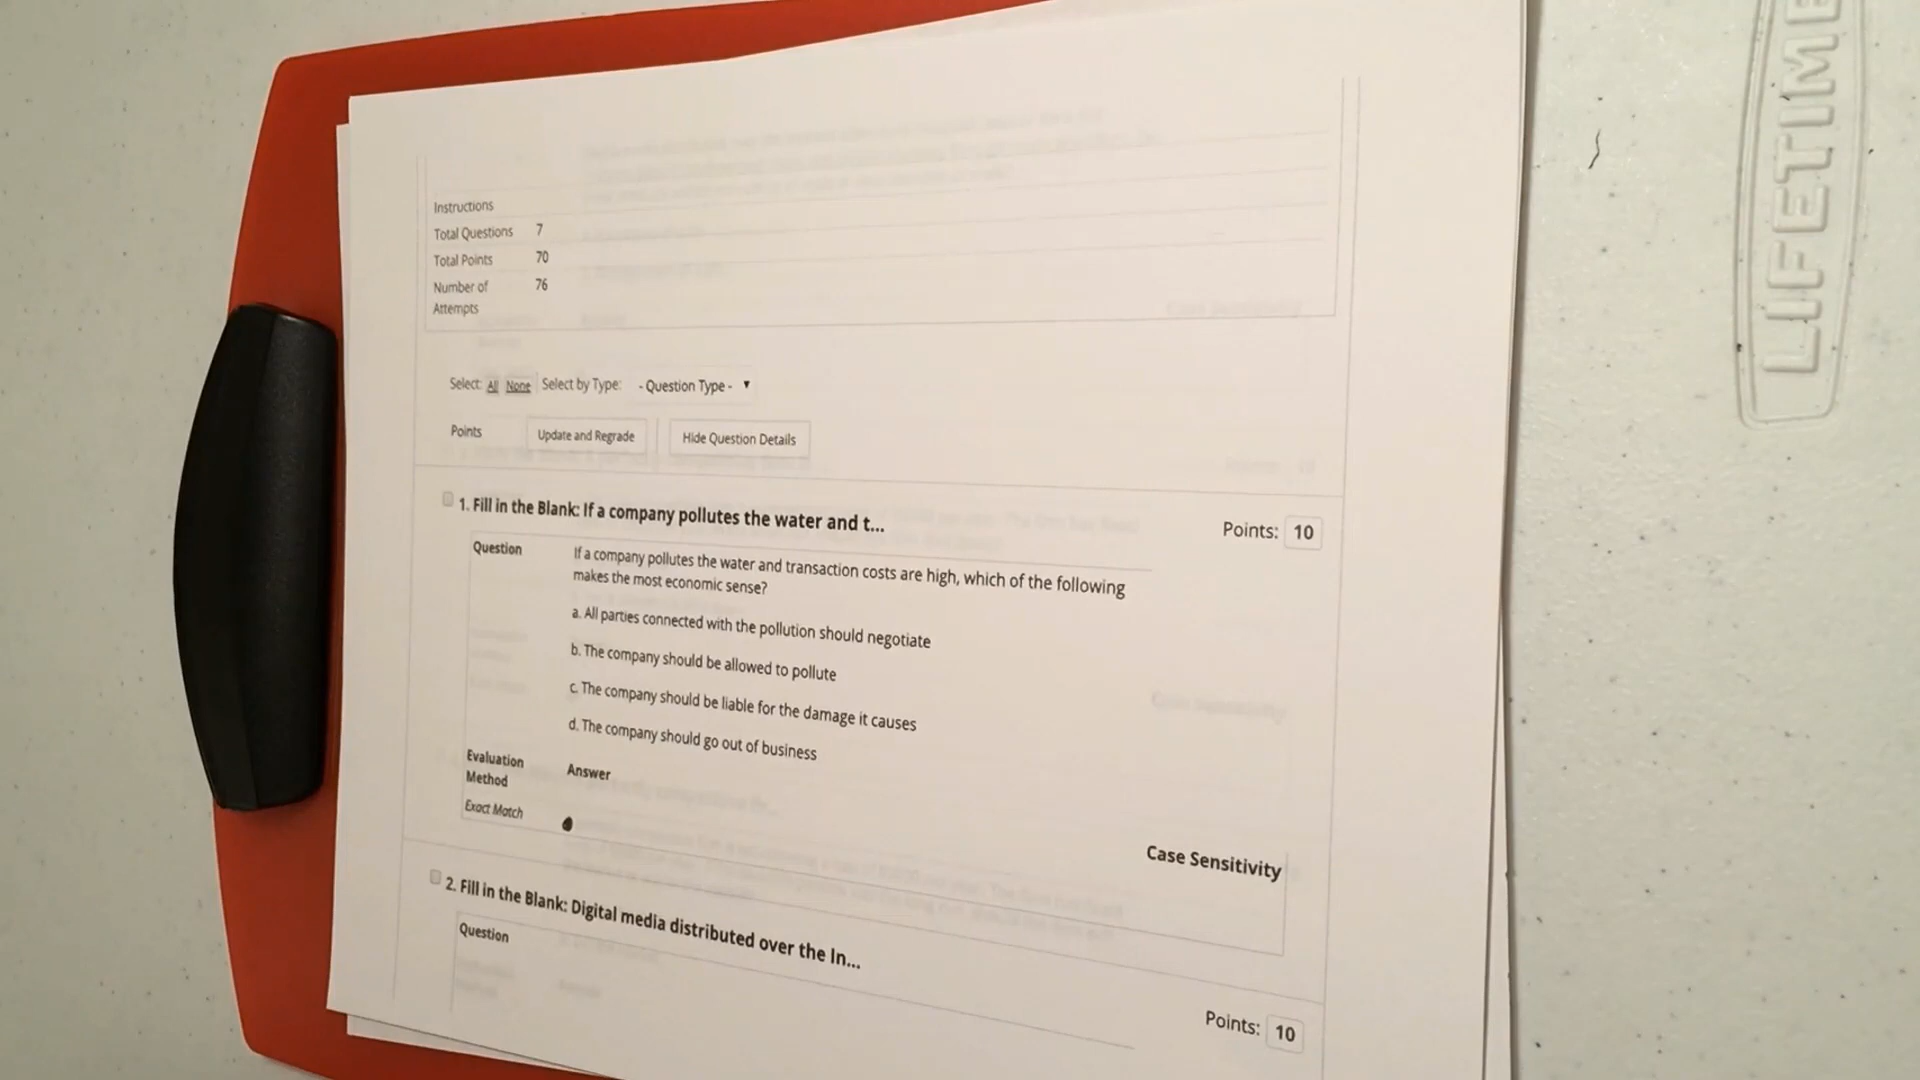 LIFETIME
Instructions
Total Questions 7
Total Points 70
Number of Attempts 76
Select: All None Select by Type: - Question Type -
Points Update and Regrade Hide Question Details
1. Fill in the Blank: If a company pollutes the water and t...
Points: 10
Question If a company pollutes the water and transaction costs are high, which of the following
makes the most economic sense?
a. All parties connected with the pollution should negotiate
b. The company should be allowed to pollute
c. The company should be liable for the damage it causes
d. The company should go out of business
Evaluation Method Answer
Case Sensitivity
Exact Match
2. Fill in the Blank: Digital media distributed over the In...
Points: 10
Question